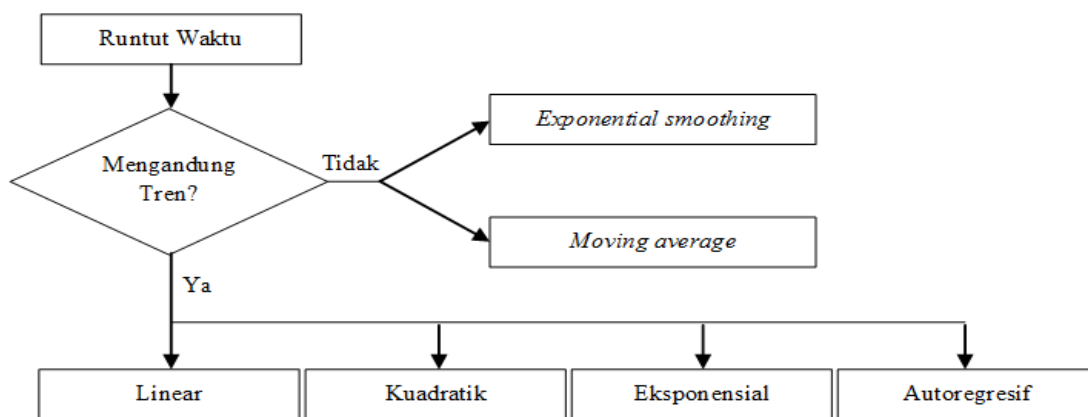 Runtut Waktu
Exponential smoothing
Mengandung
Tren?
Tidak
Moving average
Ya
Linear
Kuadratik
Eksponensial
Autoregresif